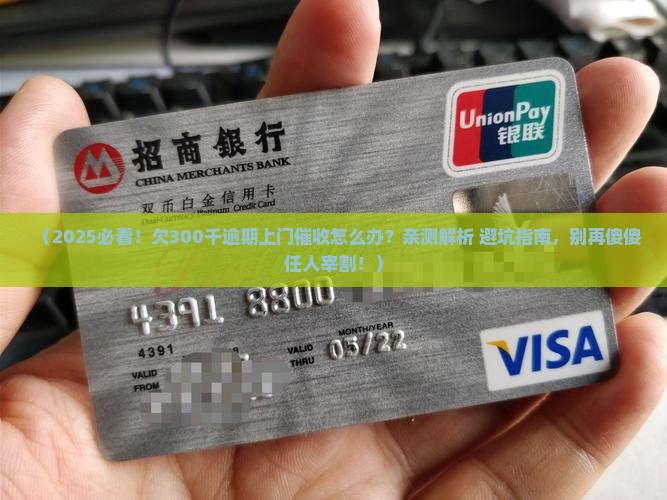 招商銀行
CHINA MERCHANTS BANK
UnionPay
银联
双币白金信用卡
Dual-Currency Platinum Credit Card
（2025必看！欠300千逾期上门催收怎么办？亲测解析 避坑指南，别再傻傻
任人宰割！）
4391 8800
4391
MONTH/YEAR
VALID
THRU
05/22
VALID
FROM
VISA